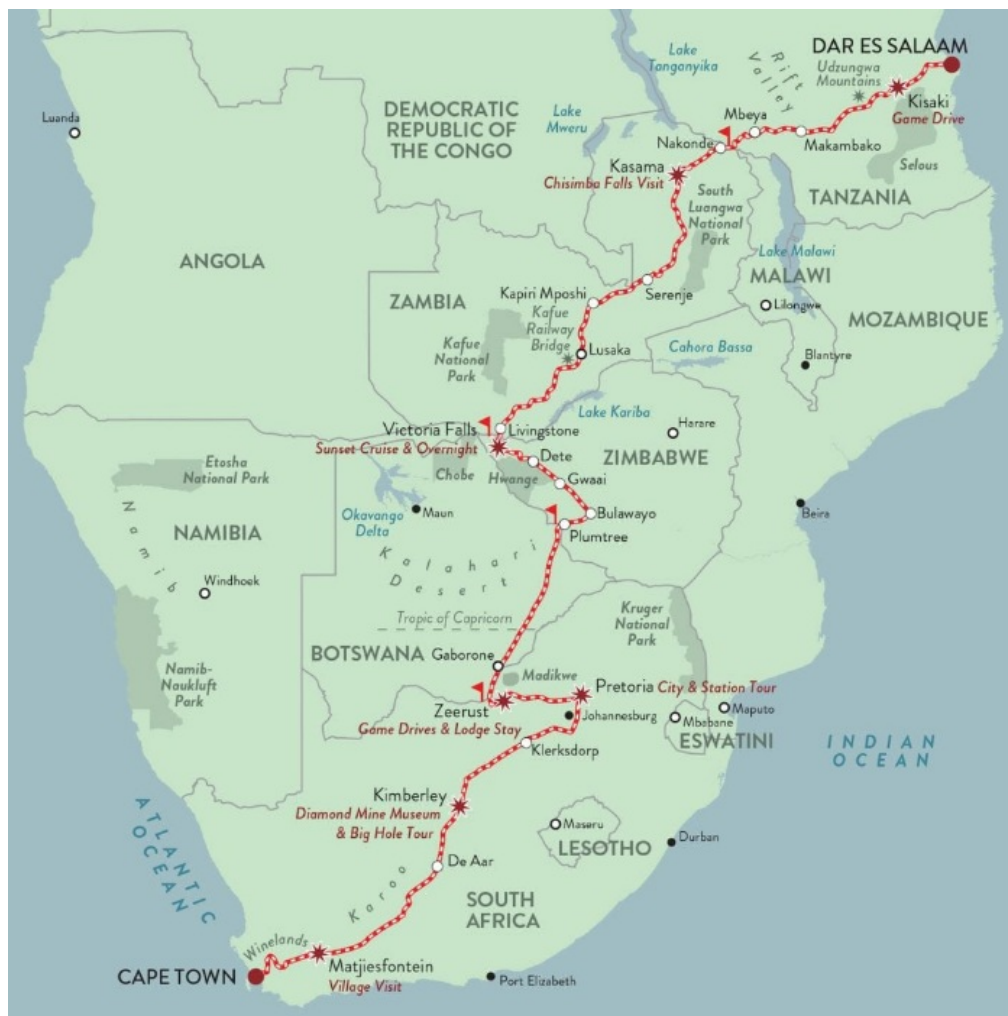 DAR ES SALAAM
Lake
Tanganyika
Rift
Valley
Udzungwa
Mountains
Kisaki
Game Drive
Luanda
DEMOCRATIC
REPUBLIC OF
THE CONGO
Lake
Mweru
Mbeya
Nakonde
Makambako
Selous
Kasama
Chisimba Falls Visit
TANZANIA
South
Luangwa
National
Park
ANGOLA
Lake Malawi
MALAWI
ZAMBIA
Kapiri Mposhi
Serenje
Lilongwe
MOZAMBIQUE
Kafue
Railway
Bridge
Kafue
National
Park
Lusaka
Cahora Bassa
Blantyre
Lake Kariba
Victoria Falls
Livingstone
Harare
Sunset Cruise & Overnight
Dete
ZIMBABWE
Etosha
National Park
Chobe
Hwange
Gwaai
Okavango
Delta
Maun
Bulawayo
Beira
Plumtree
NAMIBIA
Namib
Kalahari
Desert
Windhoek
Tropic of Capricorn
Kruger
National
Park
BOTSWANA
Gaborone
Namib-
Naukluft
Park
Madikwe
Pretoria City & Station Tour
Zeerust
Johannesburg
Maputo
Mbabane
Game Drives & Lodge Stay
ESWATINI
Klerksdorp
INDIAN
OCEAN
Kimberley
Diamond Mine Museum
& Big Hole Tour
ATLANTIC
OCEAN
Maseru
LESOTHO
Durban
De Aar
Karoo
SOUTH
AFRICA
Winelands
CAPE TOWN
Matjiesfontein
Village Visit
Port Elizabeth